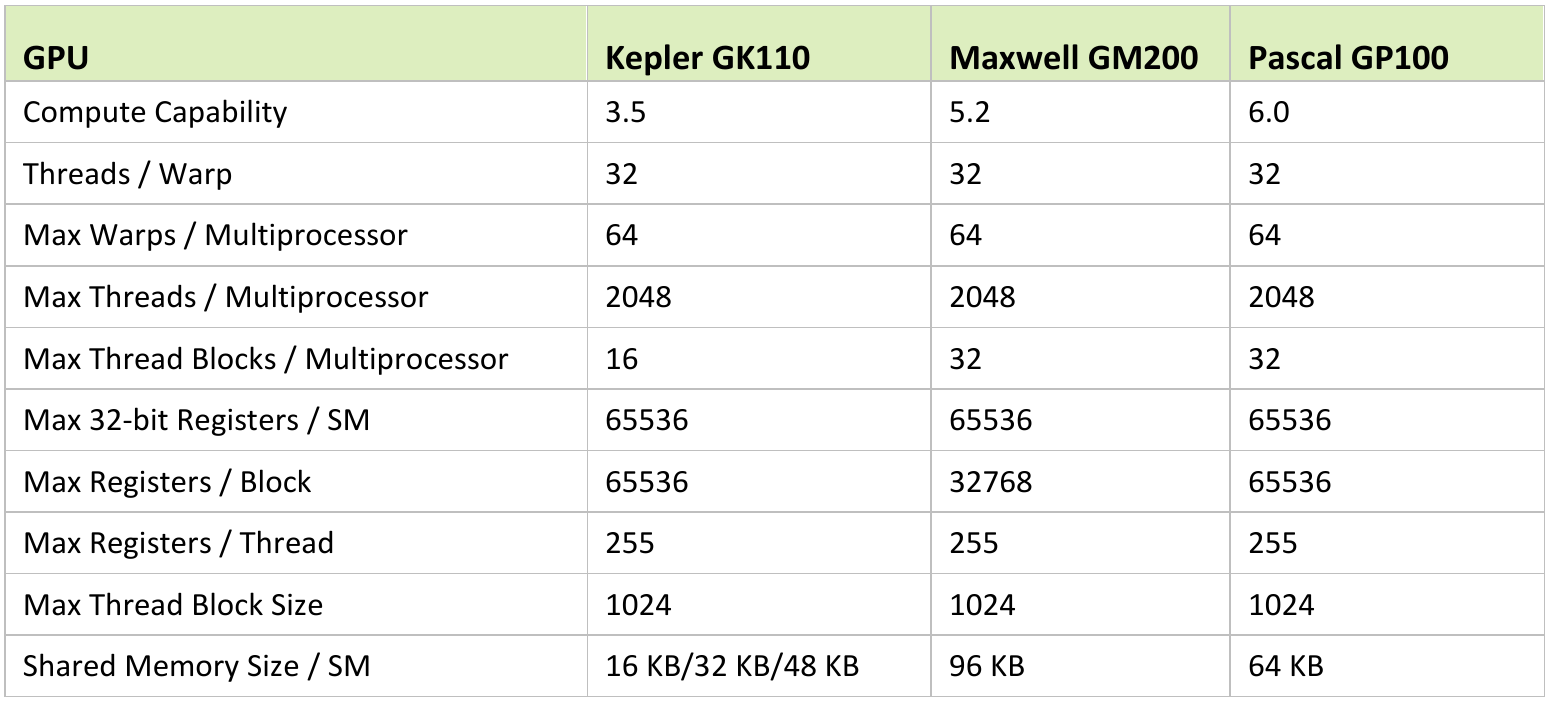 GPU Kepler GK110 Maxwell GM200 Pascal GP100
Compute Capability 3.5 5.2 6.0
Threads / Warp 32 32 32
Max Warps / Multiprocessor 64 64 64
Max Threads / Multiprocessor 2048 2048 2048
Max Thread Blocks / Multiprocessor 16 32 32
Max 32-bit Registers / SM 65536 65536 65536
Max Registers / Block 65536 32768 65536
Max Registers / Thread 255 255 255
Max Thread Block Size 1024 1024 1024
Shared Memory Size / SM 16 KB/32 KB/48 KB 96 KB 64 KB